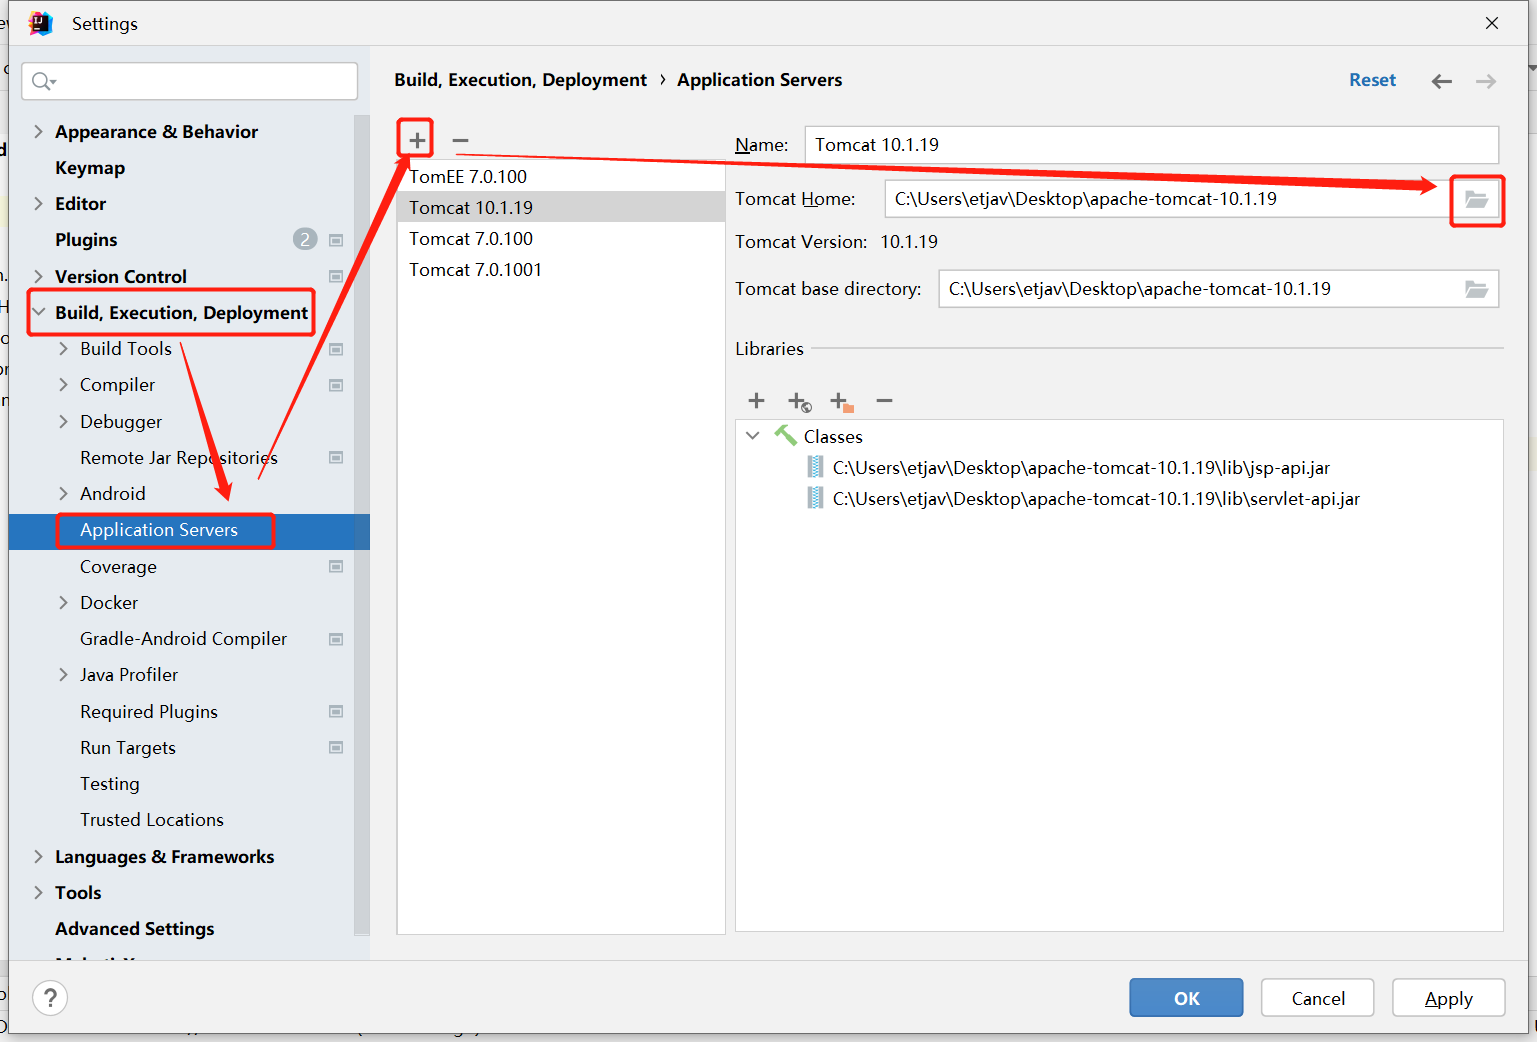 Settings
Build, Execution, Deployment › Application Servers
Reset
Appearance & Behavior
Keymap
Editor
Plugins
2
Version Control
Build, Execution, Deployment
Build Tools
Compiler
Debugger
Remote Jar Repositories
Android
Application Servers
Coverage
Docker
Gradle-Android Compiler
Java Profiler
Required Plugins
Run Targets
Testing
Trusted Locations
Languages & Frameworks
Tools
Advanced Settings
TomEE 7.0.100
Tomcat 10.1.19
Tomcat 7.0.100
Tomcat 7.0.1001
Name: Tomcat 10.1.19
Tomcat Home: C:\Users\etjav\Desktop\apache-tomcat-10.1.19
Tomcat Version: 10.1.19
Tomcat base directory: C:\Users\etjav\Desktop\apache-tomcat-10.1.19
Libraries
Classes
C:\Users\etjav\Desktop\apache-tomcat-10.1.19\lib\jsp-api.jar
C:\Users\etjav\Desktop\apache-tomcat-10.1.19\lib\servlet-api.jar
?
OK
Cancel
Apply